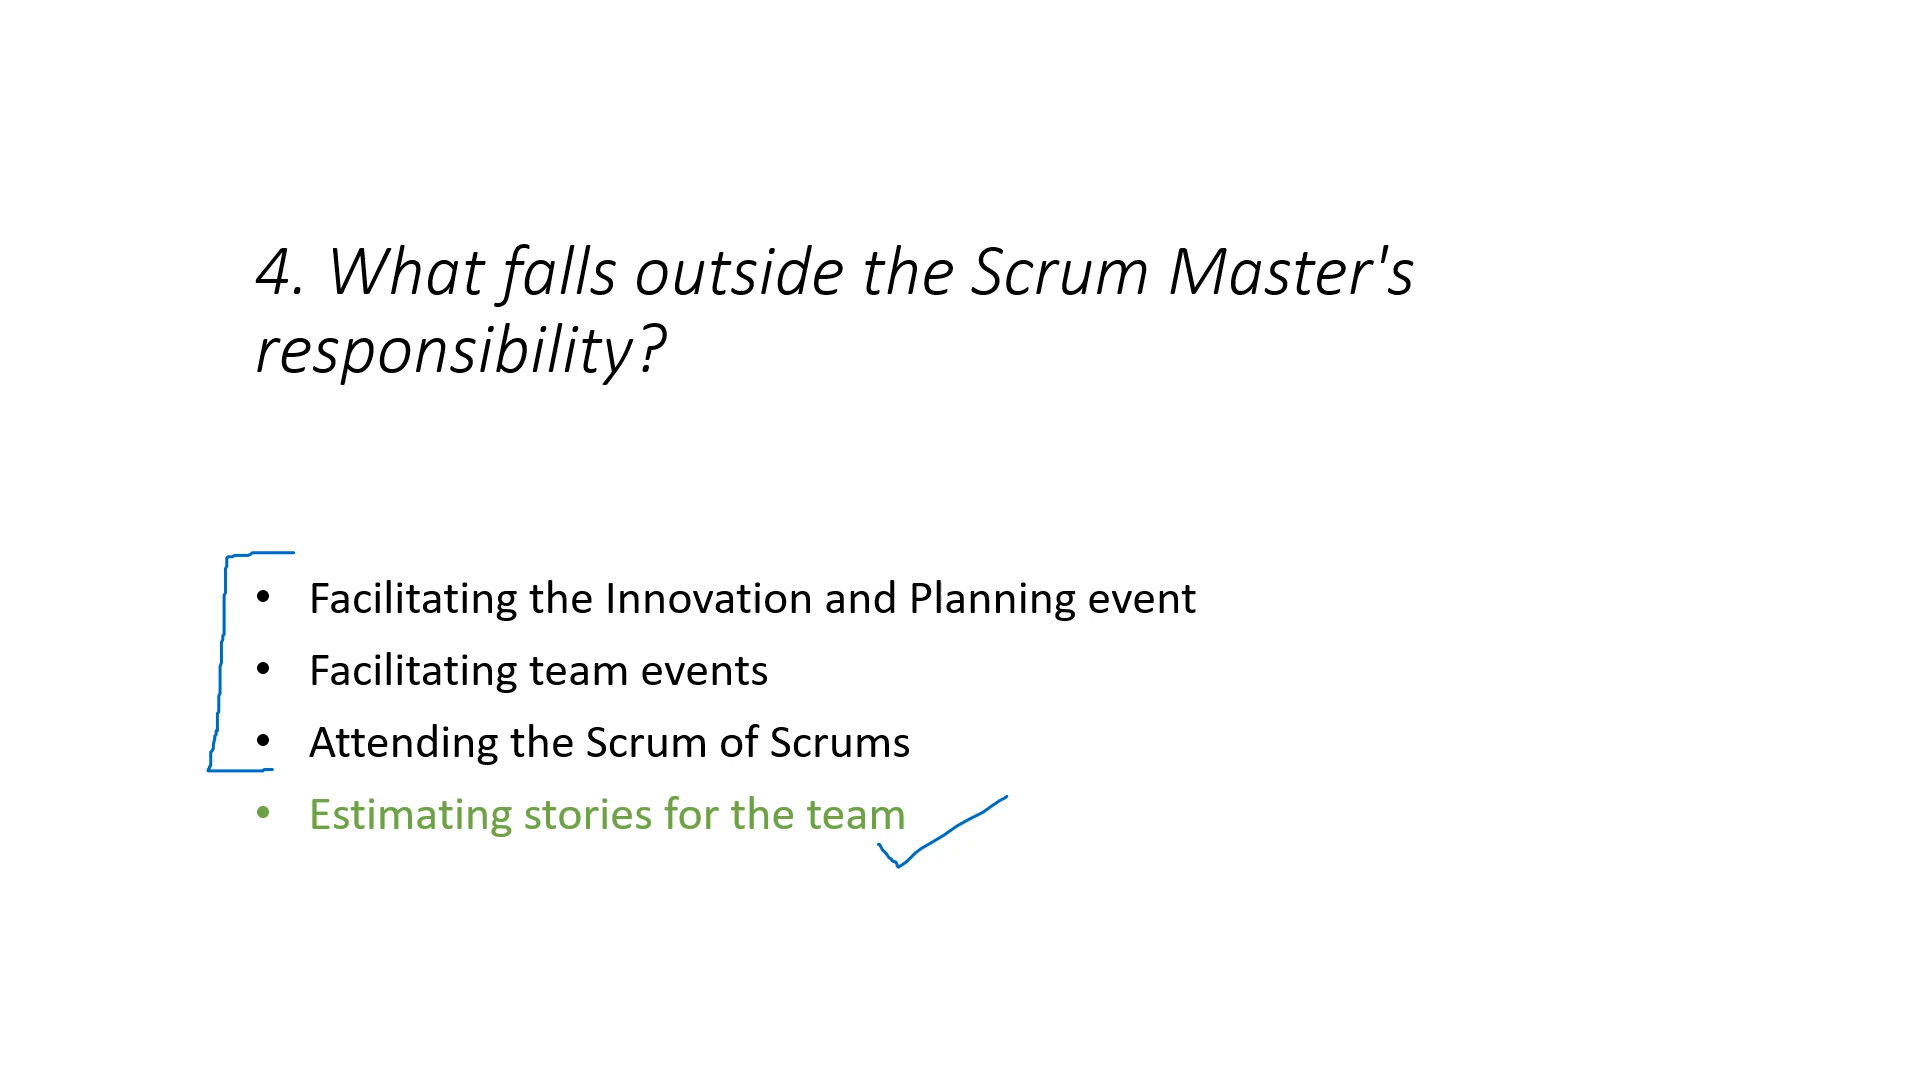 4. What falls outside the Scrum Master's
responsibility?
• Facilitating the Innovation and Planning event
• Facilitating team events
• Attending the Scrum of Scrums
• Estimating stories for the team